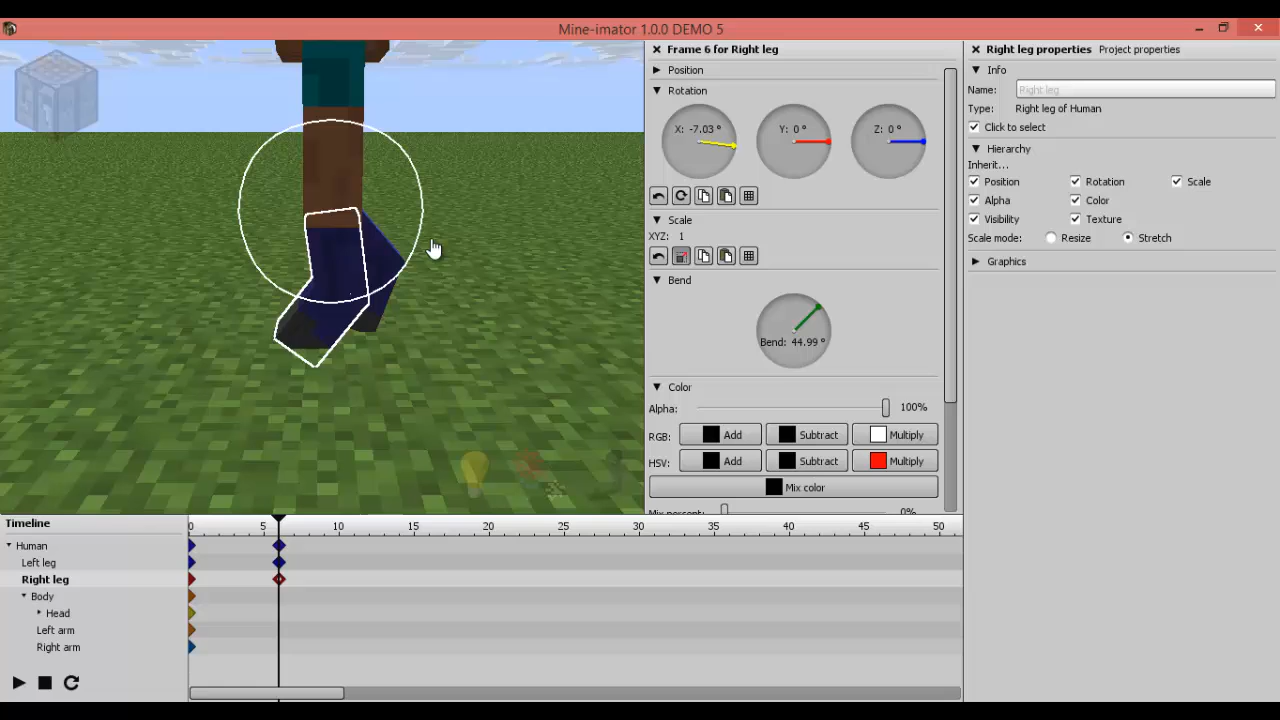 Mine-imator 1.0.0 DEMO 5
Frame 6 for Right leg
Position
Rotation
X: -7.03 °
Y: 0 °
Z: 0 °
Scale
XYZ: 1
Bend
Bend: 44.99 °
Color
Alpha: 100%
RGB: Add Subtract Multiply
HSV: Add Subtract Multiply
Mix color
Mix percent: 0%
Right leg properties Project properties
Info
Name: Right leg
Type: Right leg of Human
Click to select
Hierarchy
Inherit...
Position Rotation Scale
Alpha Color
Visibility Texture
Scale mode: Resize Stretch
Graphics
Timeline
0 5 10 15 20 25 30 35 40 45 50
Human
Left leg
Right leg
Body
Head
Left arm
Right arm